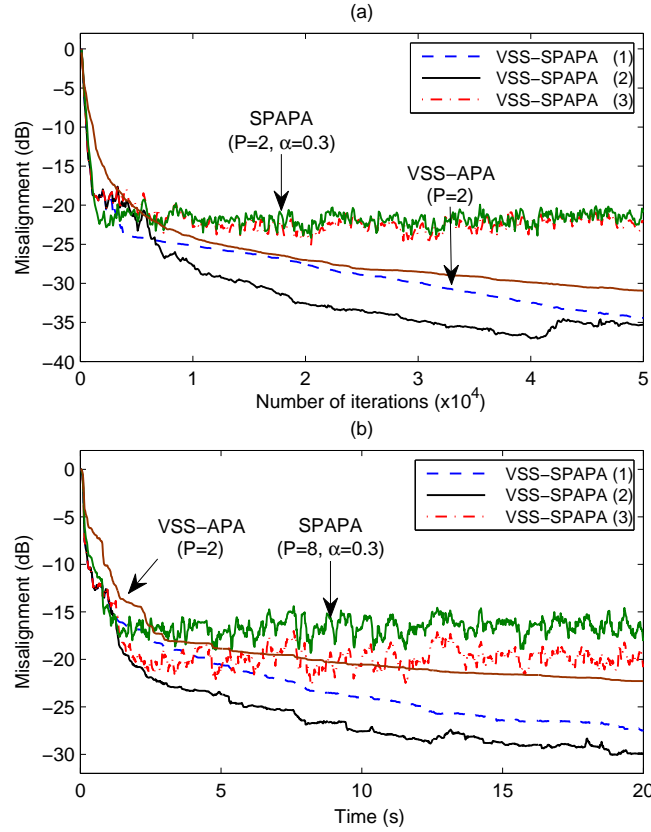 (a)
0
−5
−10
−15
−20
−25
−30
−35
−40
Misalignment (dB)
VSS−SPAPA (1)
VSS−SPAPA (2)
VSS−SPAPA (3)
SPAPA
(P=2, α=0.3)
VSS−APA
(P=2)
0 1 2 3 4 5
Number of iterations (x10^4)
(b)
0
−5
−10
−15
−20
−25
−30
Misalignment (dB)
VSS−SPAPA (1)
VSS−SPAPA (2)
VSS−SPAPA (3)
VSS−APA
(P=2)
SPAPA
(P=8, α=0.3)
0 5 10 15 20
Time (s)